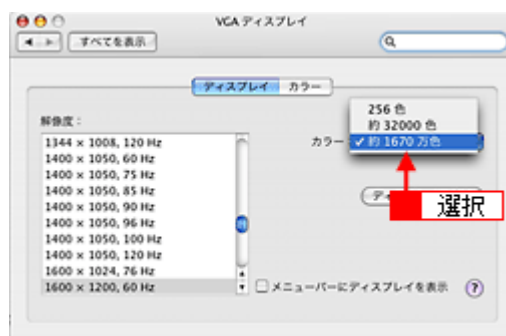 VGA ディスプレイ
すべてを表示
ディスプレイ カラー
解像度：
1344 × 1008, 120 Hz
1400 × 1050, 60 Hz
1400 × 1050, 75 Hz
1400 × 1050, 85 Hz
1400 × 1050, 90 Hz
1400 × 1050, 96 Hz
1400 × 1050, 100 Hz
1400 × 1050, 120 Hz
1600 × 1024, 76 Hz
1600 × 1200, 60 Hz
カラー
256 色
約 32000 色
✓ 約 1670 万色
選択
メニューバーにディスプレイを表示 ?